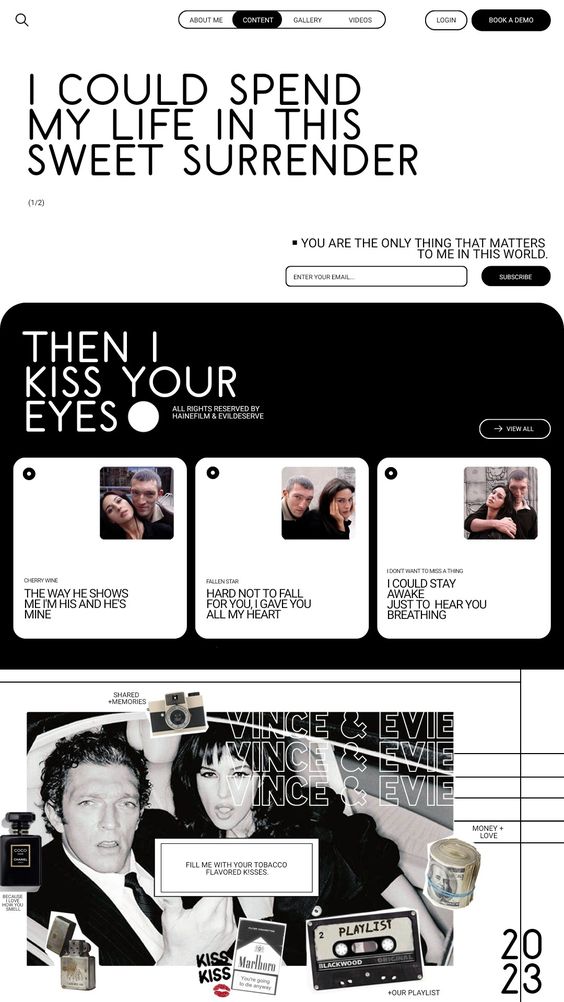 ABOUT ME
CONTENT
GALLERY
VIDEOS
LOGIN
BOOK A DEMO
I COULD SPEND
MY LIFE IN THIS
SWEET SURRENDER
(1/2)
YOU ARE THE ONLY THING THAT MATTERS
TO ME IN THIS WORLD.
ENTER YOUR EMAIL...
SUBSCRIBE
THEN I
KISS YOUR
EYES
ALL RIGHTS RESERVED BY
HAINEFILM & EVILDESERVE
VIEW ALL
CHERRY WINE
THE WAY HE SHOWS
ME I'M HIS AND HE'S
MINE
FALLEN STAR
HARD NOT TO FALL
FOR YOU, I GAVE YOU
ALL MY HEART
I DON'T WANT TO MISS A THING
I COULD STAY
AWAKE
JUST TO HEAR YOU
BREATHING
SHARED
+MEMORIES
VINCE & EVIE
VINCE & EVIE
VINCE & EVIE
MONEY +
LOVE
COCO
CHANEL
BECAUSE
I LOVE
HOW YOU
SMELL.
FILL ME WITH YOUR TOBACCO
FLAVORED K!SSES.
KISS
KISS
Marlboro
You're going
to die anyway
2 PLAYLIST
BLACKWOOD ORIGINAL
+OUR PLAYLIST
20
23